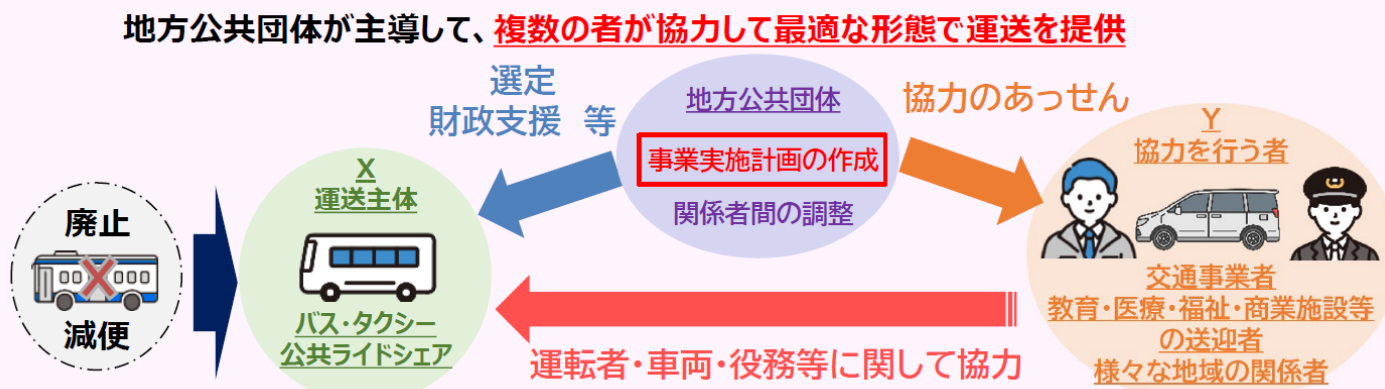 地方公共団体が主導して、複数の者が協力して最適な形態で運送を提供
選定
財政支援 等
地方公共団体
事業実施計画の作成
関係者間の調整
協力のあっせん
廃止
減便
X
運送主体
バス・タクシー
公共ライドシェア
Y
協力を行う者
交通事業者
教育・医療・福祉・商業施設等
の送迎者
様々な地域の関係者
運転者・車両・役務等に関して協力